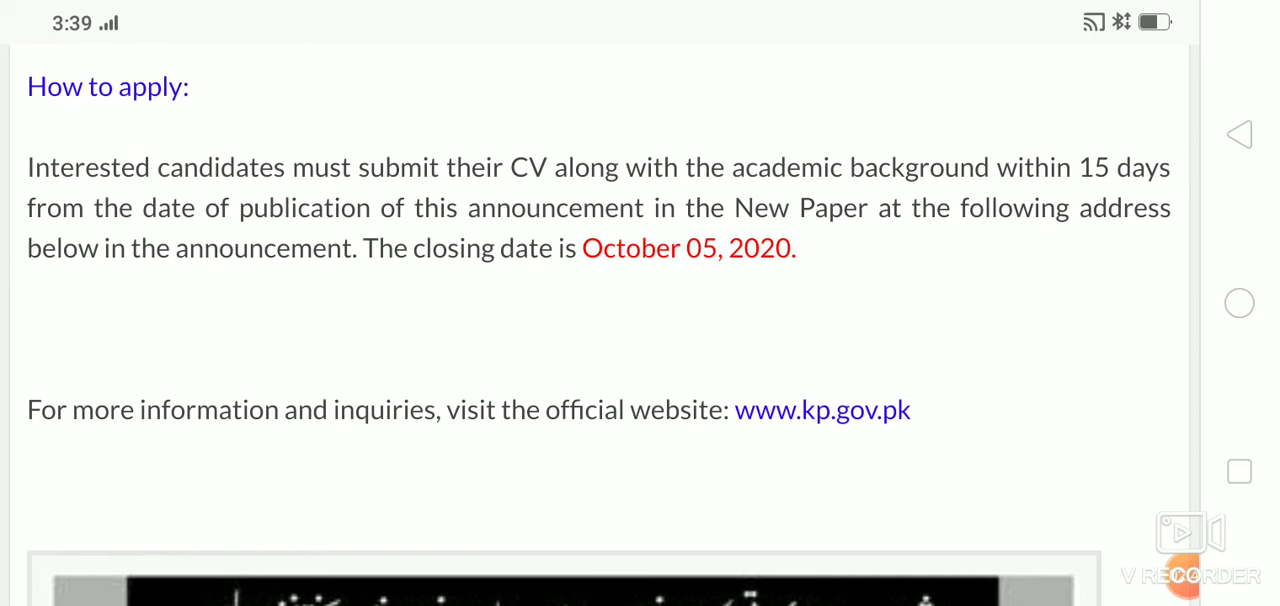 3:39
How to apply:
Interested candidates must submit their CV along with the academic background within 15 days
from the date of publication of this announcement in the New Paper at the following address
below in the announcement. The closing date is October 05, 2020.
For more information and inquiries, visit the official website: www.kp.gov.pk
V RECORDER